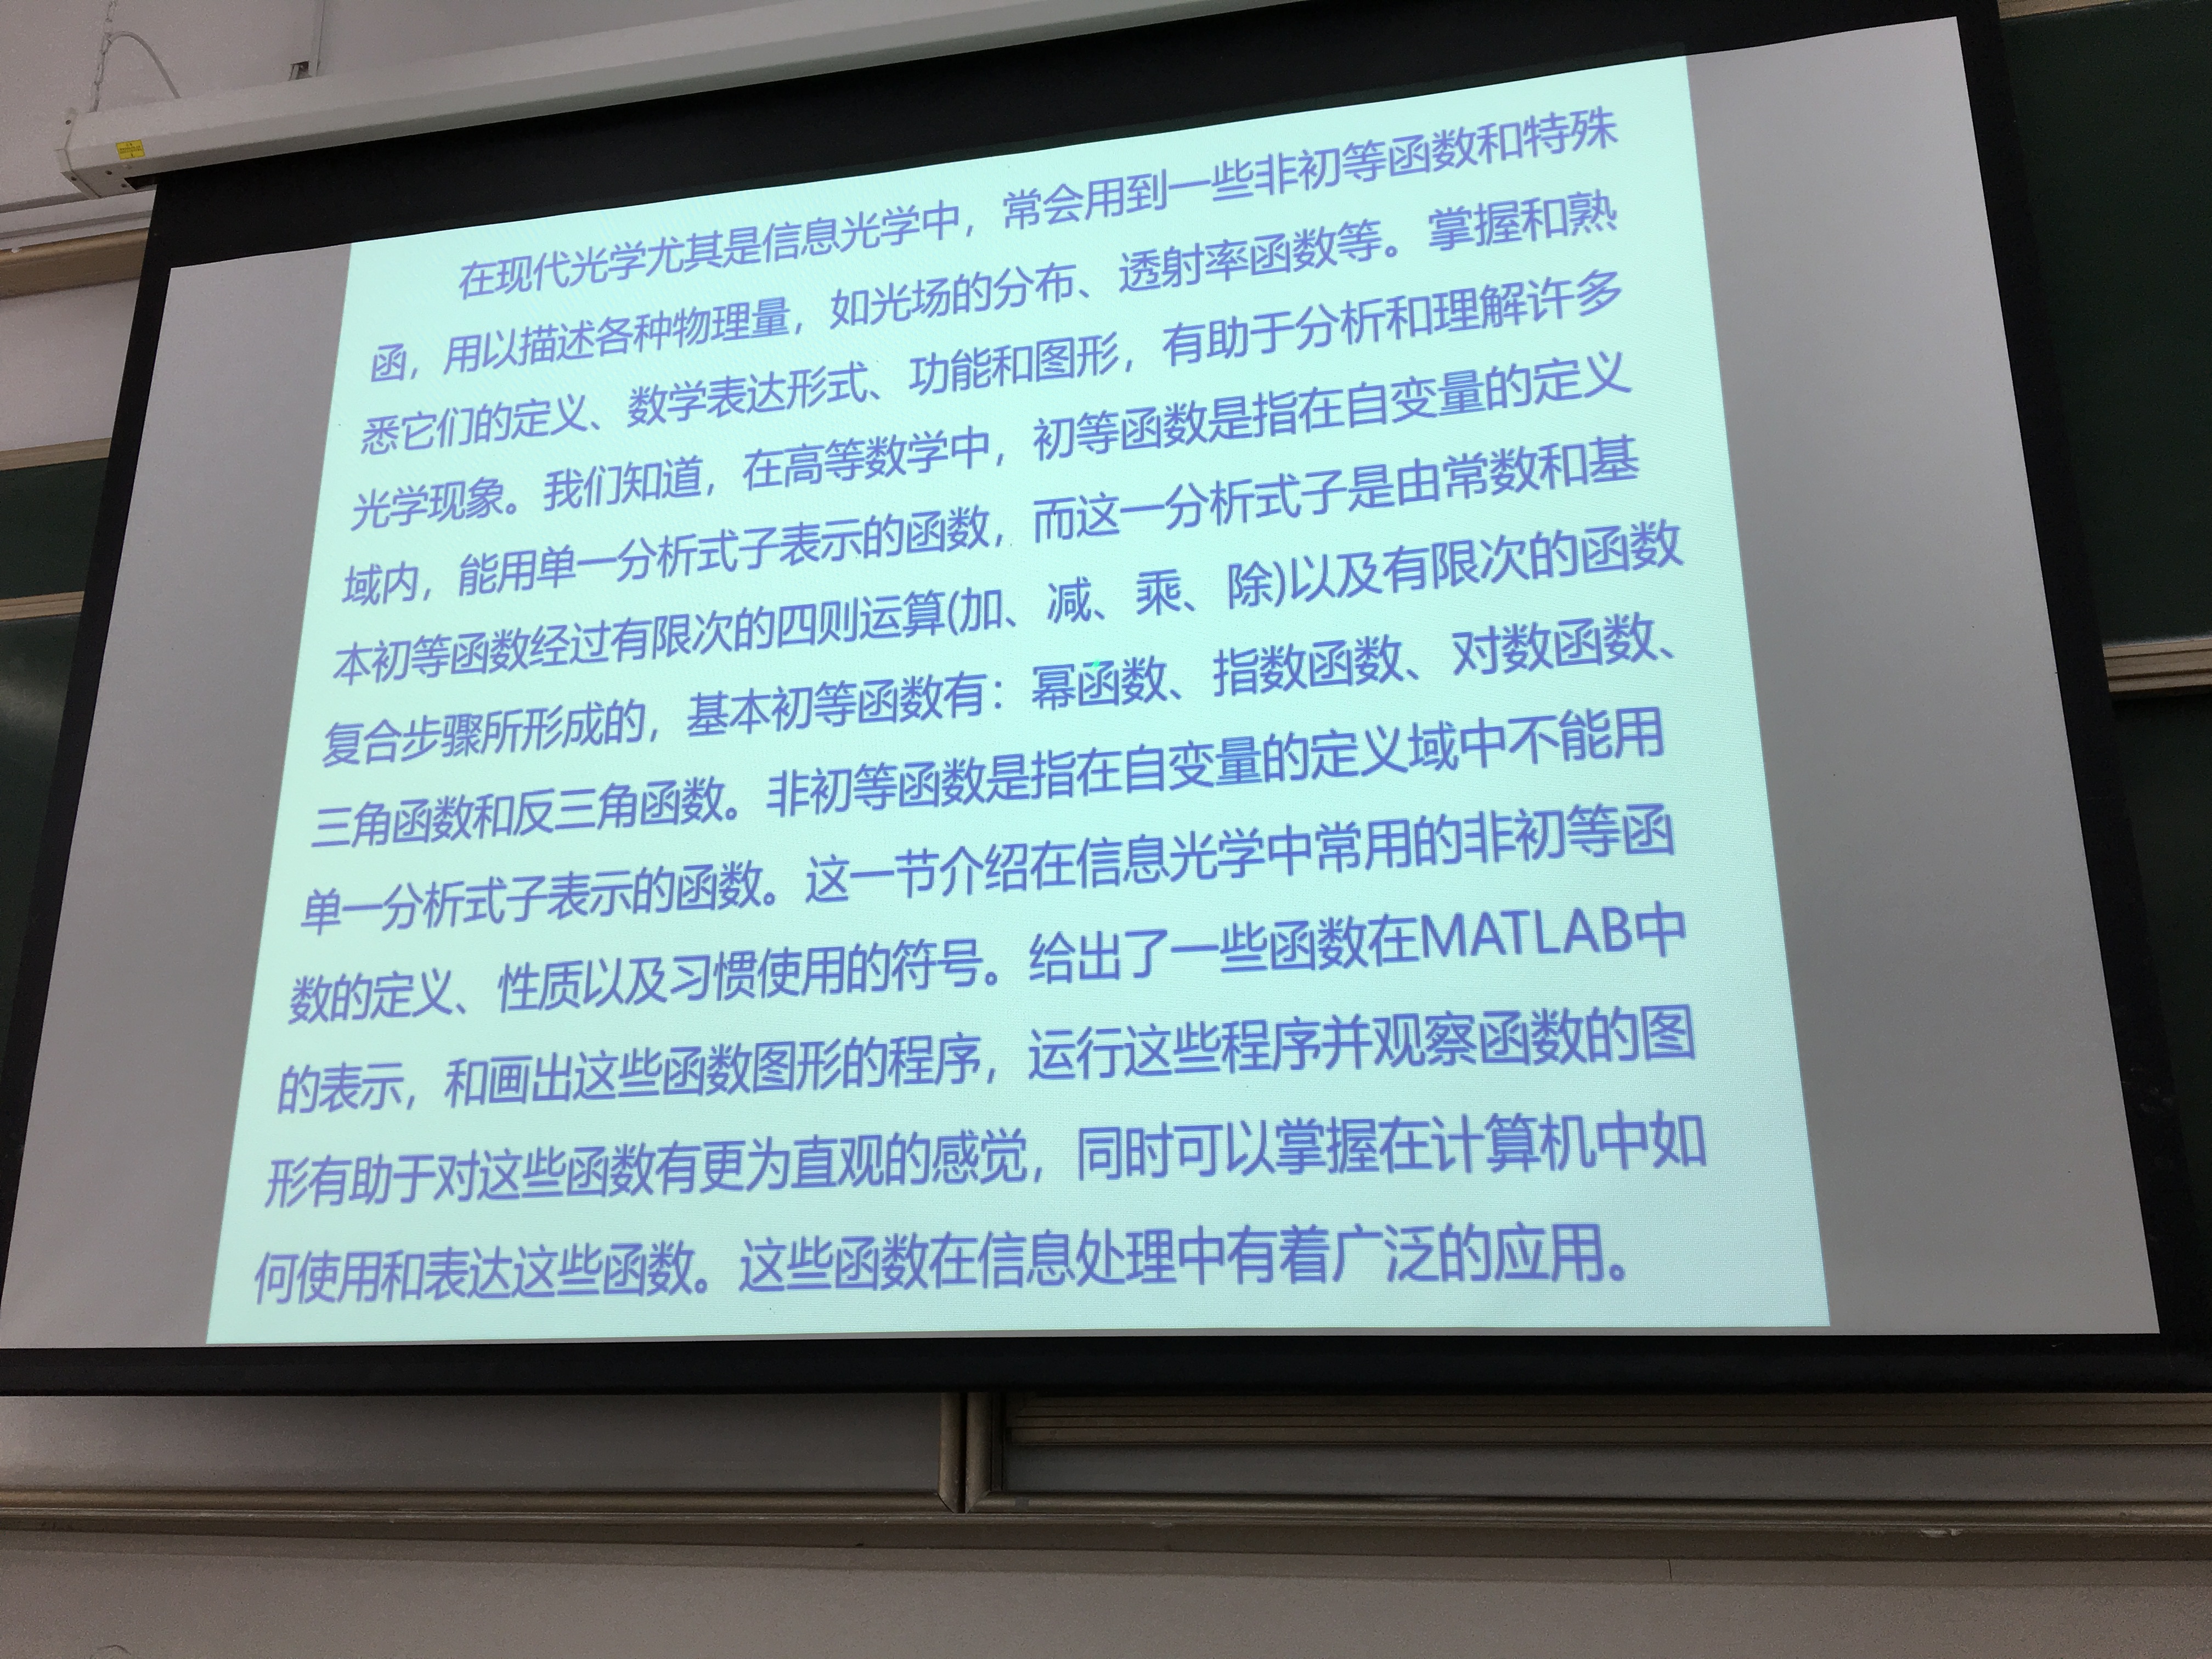 在现代光学尤其是信息光学中，常会用到一些非初等函数和特殊
函，用以描述各种物理量，如光场的分布、透射率函数等。掌握和熟
悉它们的定义、数学表达形式、功能和图形，有助于分析和理解许多
光学现象。我们知道，在高等数学中，初等函数是指在自变量的定义
域内，能用单一分析式子表示的函数，而这一分析式子是由常数和基
本初等函数经过有限次的四则运算(加、减、乘、除)以及有限次的函数
复合步骤所形成的，基本初等函数有：幂函数、指数函数、对数函数、
三角函数和反三角函数。非初等函数是指在自变量的定义域中不能用
单一分析式子表示的函数。这一节介绍在信息光学中常用的非初等函
数的定义、性质以及习惯使用的符号。给出了一些函数在MATLAB中
的表示，和画出这些函数图形的程序，运行这些程序并观察函数的图
形有助于对这些函数有更为直观的感觉，同时可以掌握在计算机中如
何使用和表达这些函数。这些函数在信息处理中有着广泛的应用。